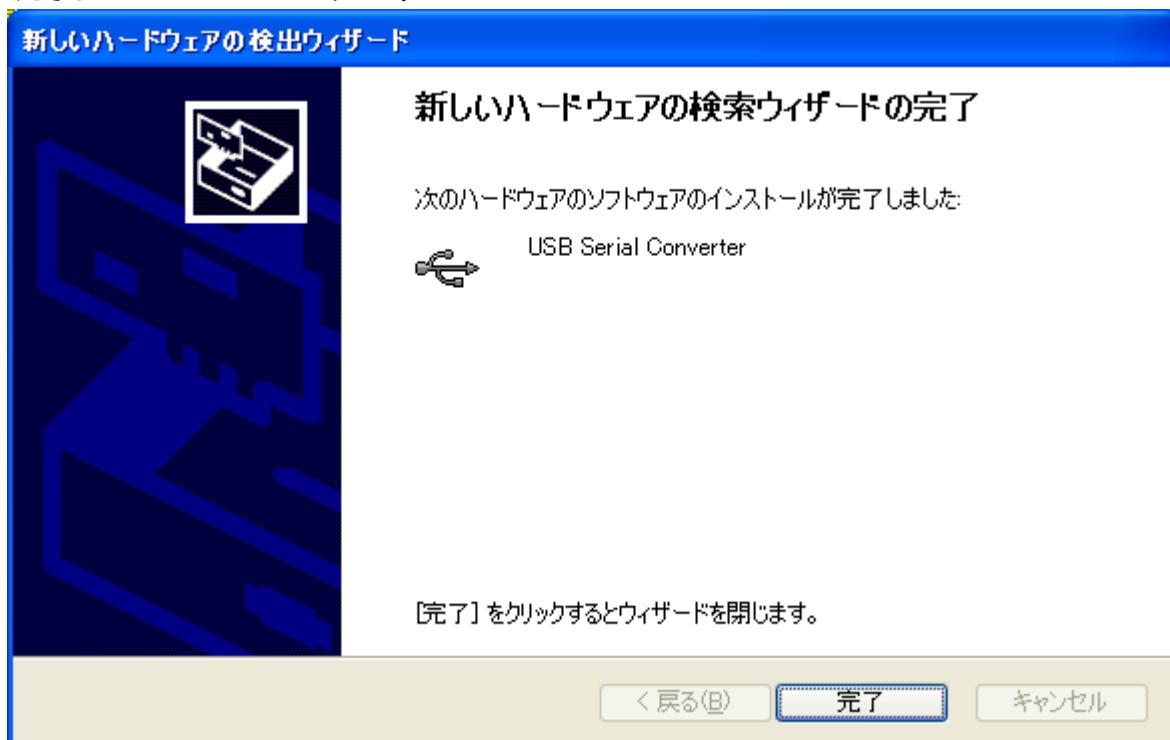 新しいハードウェアの検出ウィザード
新しいハードウェアの検索ウィザードの完了
次のハードウェアのソフトウェアのインストールが完了しました:
USB Serial Converter
[完了] をクリックするとウィザードを閉じます。
< 戻る(B)
完了
キャンセル